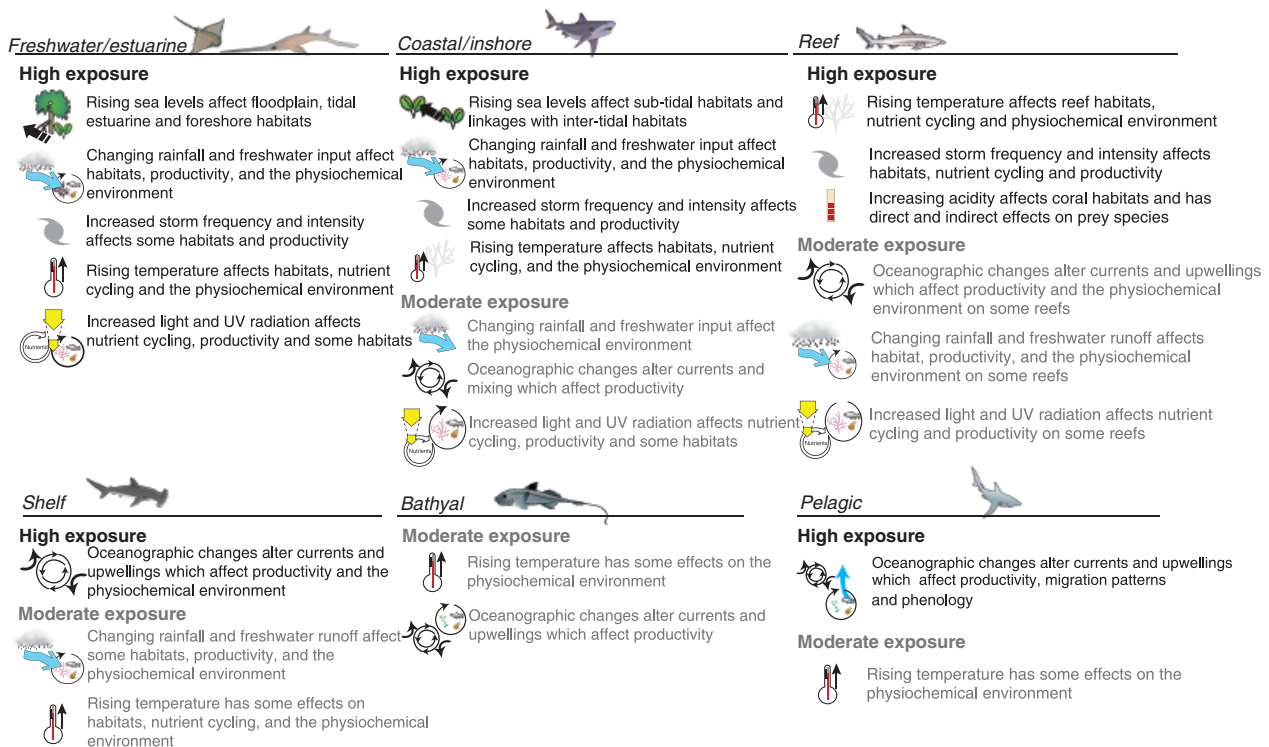 Freshwater/estuarine
High exposure
Rising sea levels affect floodplain, tidal
estuarine and foreshore habitats
Changing rainfall and freshwater input affect
habitats, productivity, and the physiochemical
environment
Increased storm frequency and intensity
affects some habitats and productivity
Rising temperature affects habitats, nutrient
cycling and the physiochemical environment
Nutrients
Increased light and UV radiation affects
nutrient cycling, productivity and some habitats
Coastal/inshore
High exposure
Rising sea levels affect sub-tidal habitats and
linkages with inter-tidal habitats
Changing rainfall and freshwater input affect
habitats, productivity, and the physiochemical
environment
Increased storm frequency and intensity affects
some habitats and productivity
Rising temperature affects habitats, nutrient
cycling, and the physiochemical environment
Moderate exposure
Changing rainfall and freshwater input affect
the physiochemical environment
Oceanographic changes alter currents and
mixing which affect productivity
Nutrients
Increased light and UV radiation affects nutrient
cycling, productivity and some habitats
Reef
High exposure
Rising temperature affects reef habitats,
nutrient cycling and physiochemical environment
Increased storm frequency and intensity affects
habitats, nutrient cycling and productivity
Increasing acidity affects coral habitats and has
direct and indirect effects on prey species
Moderate exposure
Oceanographic changes alter currents and upwellings
which affect productivity and the physiochemical
environment on some reefs
Changing rainfall and freshwater runoff affects
habitat, productivity, and the physiochemical
environment on some reefs
Nutrients
Increased light and UV radiation affects nutrient
cycling and productivity on some reefs
Shelf
High exposure
Oceanographic changes alter currents and
upwellings which affect productivity and the
physiochemical environment
Moderate exposure
Changing rainfall and freshwater runoff affect
some habitats, productivity, and the
physiochemical environment
Rising temperature has some effects on
habitats, nutrient cycling, and the physiochemical
environment
Bathyal
Moderate exposure
Rising temperature has some effects on the
physiochemical environment
Oceanographic changes alter currents and
upwellings which affect productivity
Pelagic
High exposure
Oceanographic changes alter currents and upwellings
which affect productivity, migration patterns
and phenology
Moderate exposure
Rising temperature has some effects on the
physiochemical environment